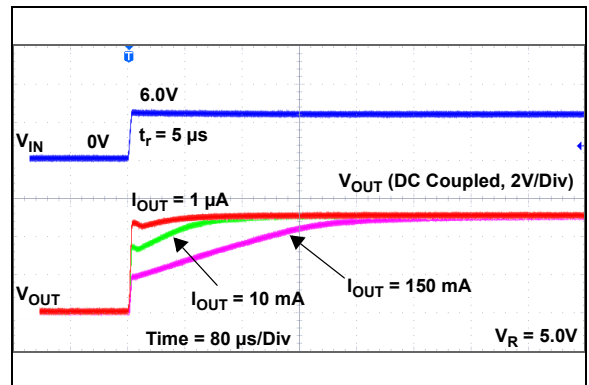 T
6.0V
V_IN 0V t_r = 5 µs
V_OUT (DC Coupled, 2V/Div)
I_OUT = 1 µA
I_OUT = 10 mA
I_OUT = 150 mA
V_OUT
Time = 80 µs/Div
V_R = 5.0V